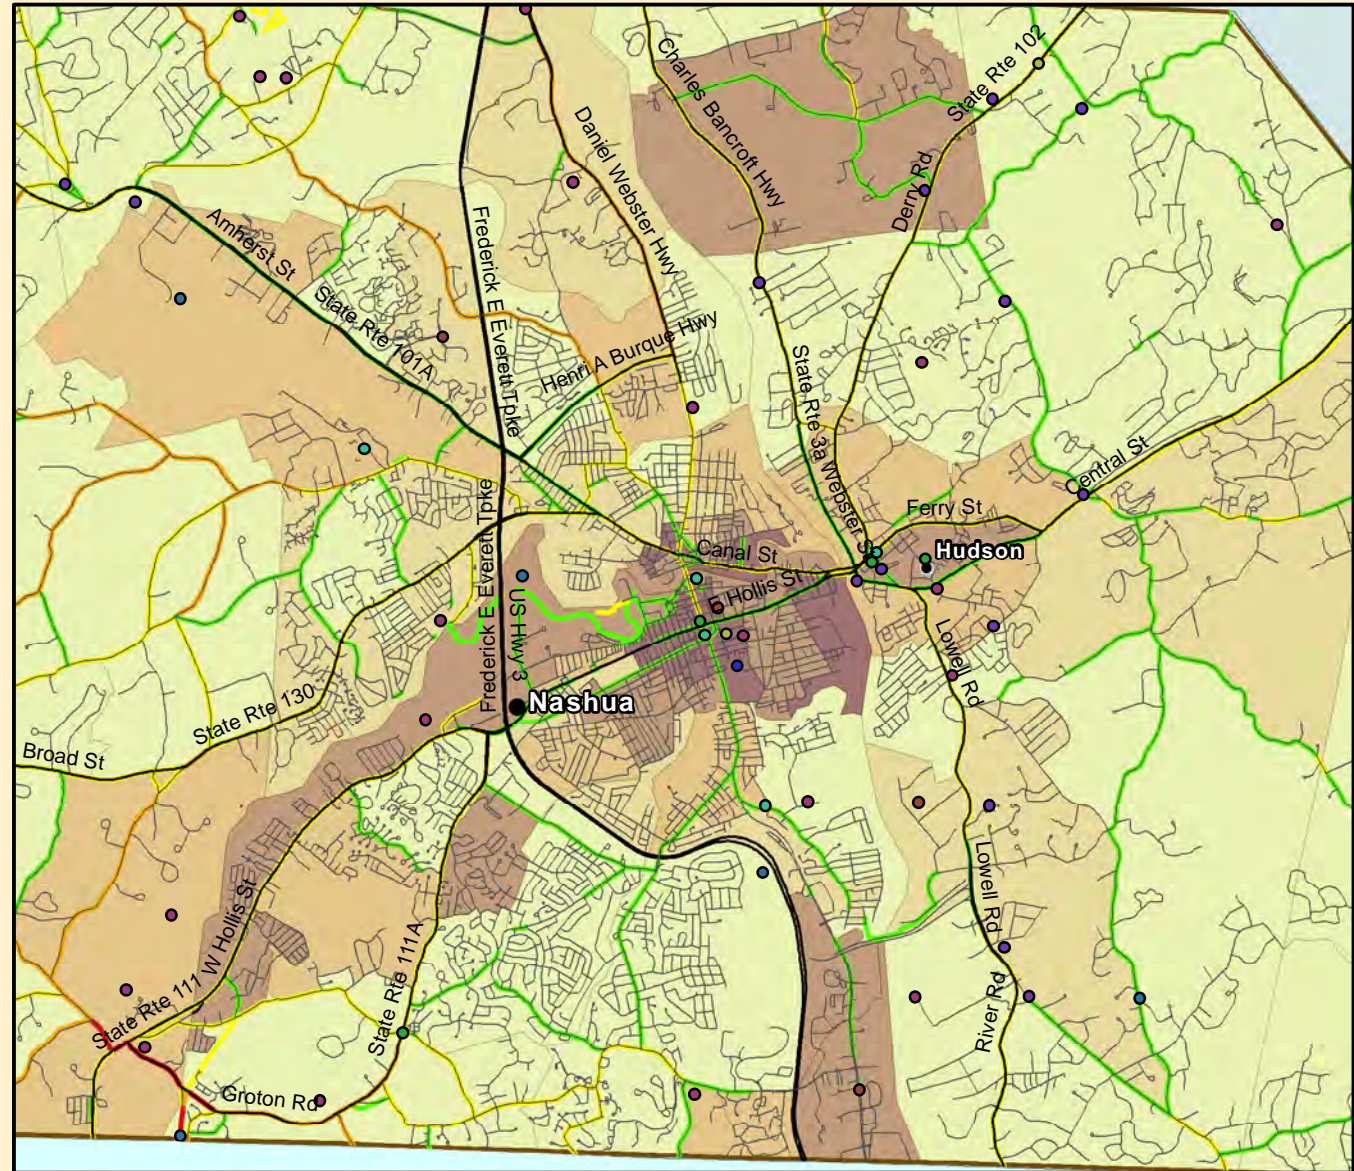 Charles Bancroft Hwy
State Rte 102
Daniel Webster Hwy
Derry Rd
Amherst St
Frederick E Everett Tpke
State Rte 101A
Henri A Burque Hwy
State Rte 3a Webster St
Central St
Frederick E Everett Tpke
Ferry St
Canal St
Hudson
E Hollis St
US Hwy 3
Lowell Rd
Nashua
State Rte 130
Broad St
Lowell Rd
W Hollis St
State Rte 111A
State Rte 111
River Rd
Groton Rd